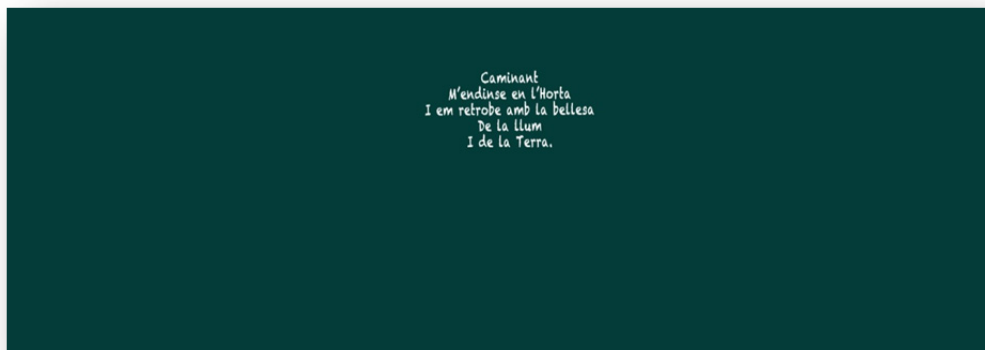 Caminant
M'endinse en l'Horta
I em retrobe amb la bellesa
De la llum
I de la Terra.